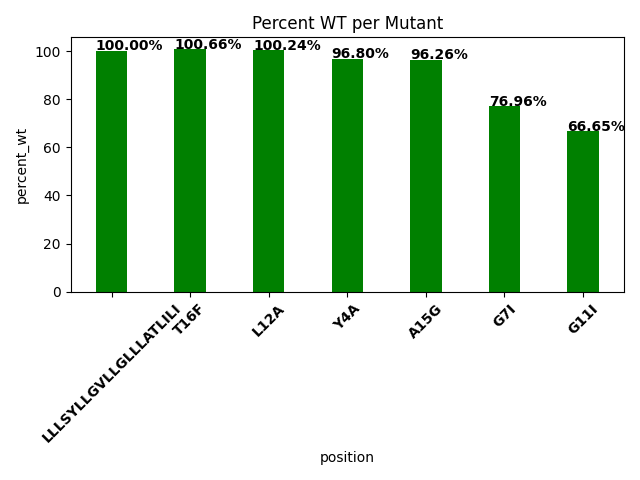 Percent WT per Mutant
percent_wt
100
80
60
40
20
0
100.00%
100.66%
100.24%
96.80%
96.26%
76.96%
66.65%
LLLSYLLGVLLGLLLATLILI
T16F
L12A
Y4A
A15G
G7I
G11I
position